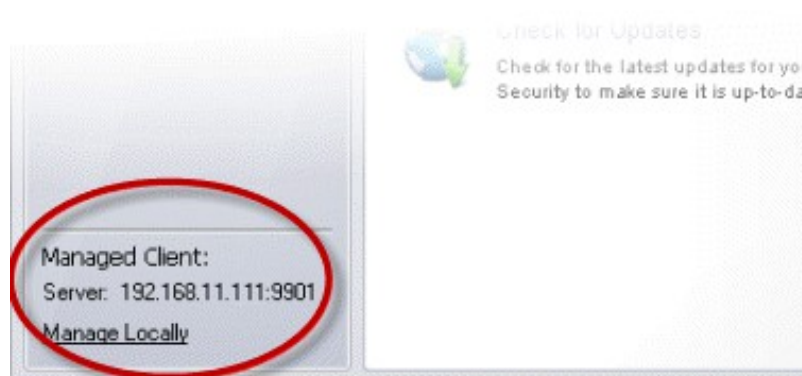 Check for Updates
Check for the latest updates for yo
Security to make sure it is up-to-da
Managed Client:
Server: 192.168.11.111:9901
Manage Locally